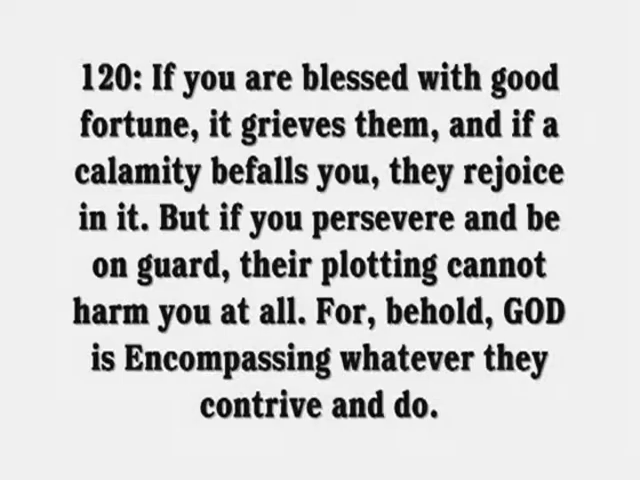 120: If you are blessed with good
fortune, it grieves them, and if a
calamity befalls you, they rejoice
in it. But if you persevere and be
on guard, their plotting cannot
harm you at all. For, behold, GOD
is Encompassing whatever they
contrive and do.